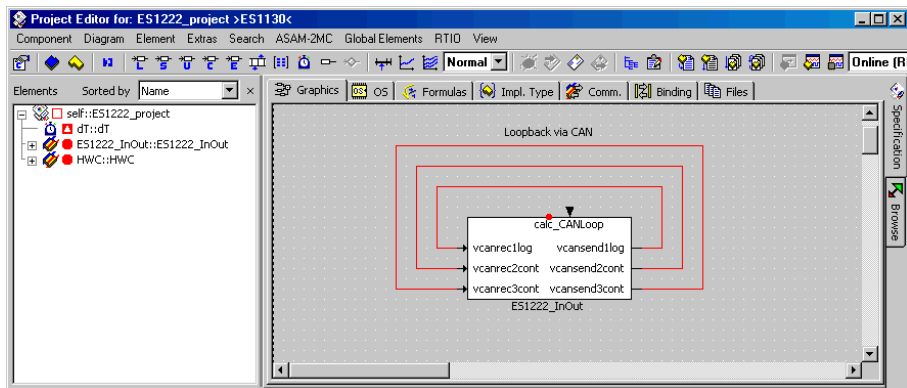 Project Editor for: ES1222_project >ES1130<
Component Diagram Element Extras Search ASAM-2MC Global Elements RTIO View
Normal Online (R
Elements Sorted by Name
Graphics OS Formulas Impl. Type Comm. Binding Files
self::ES1222_project
dT::dT
ES1222_InOut::ES1222_InOut
HWC::HWC
Loopback via CAN
calc_CANLoop
vcanrec1log vcansend1log
vcanrec2cont vcansend2cont
vcanrec3cont vcansend3cont
ES1222_InOut
Specification
Browse